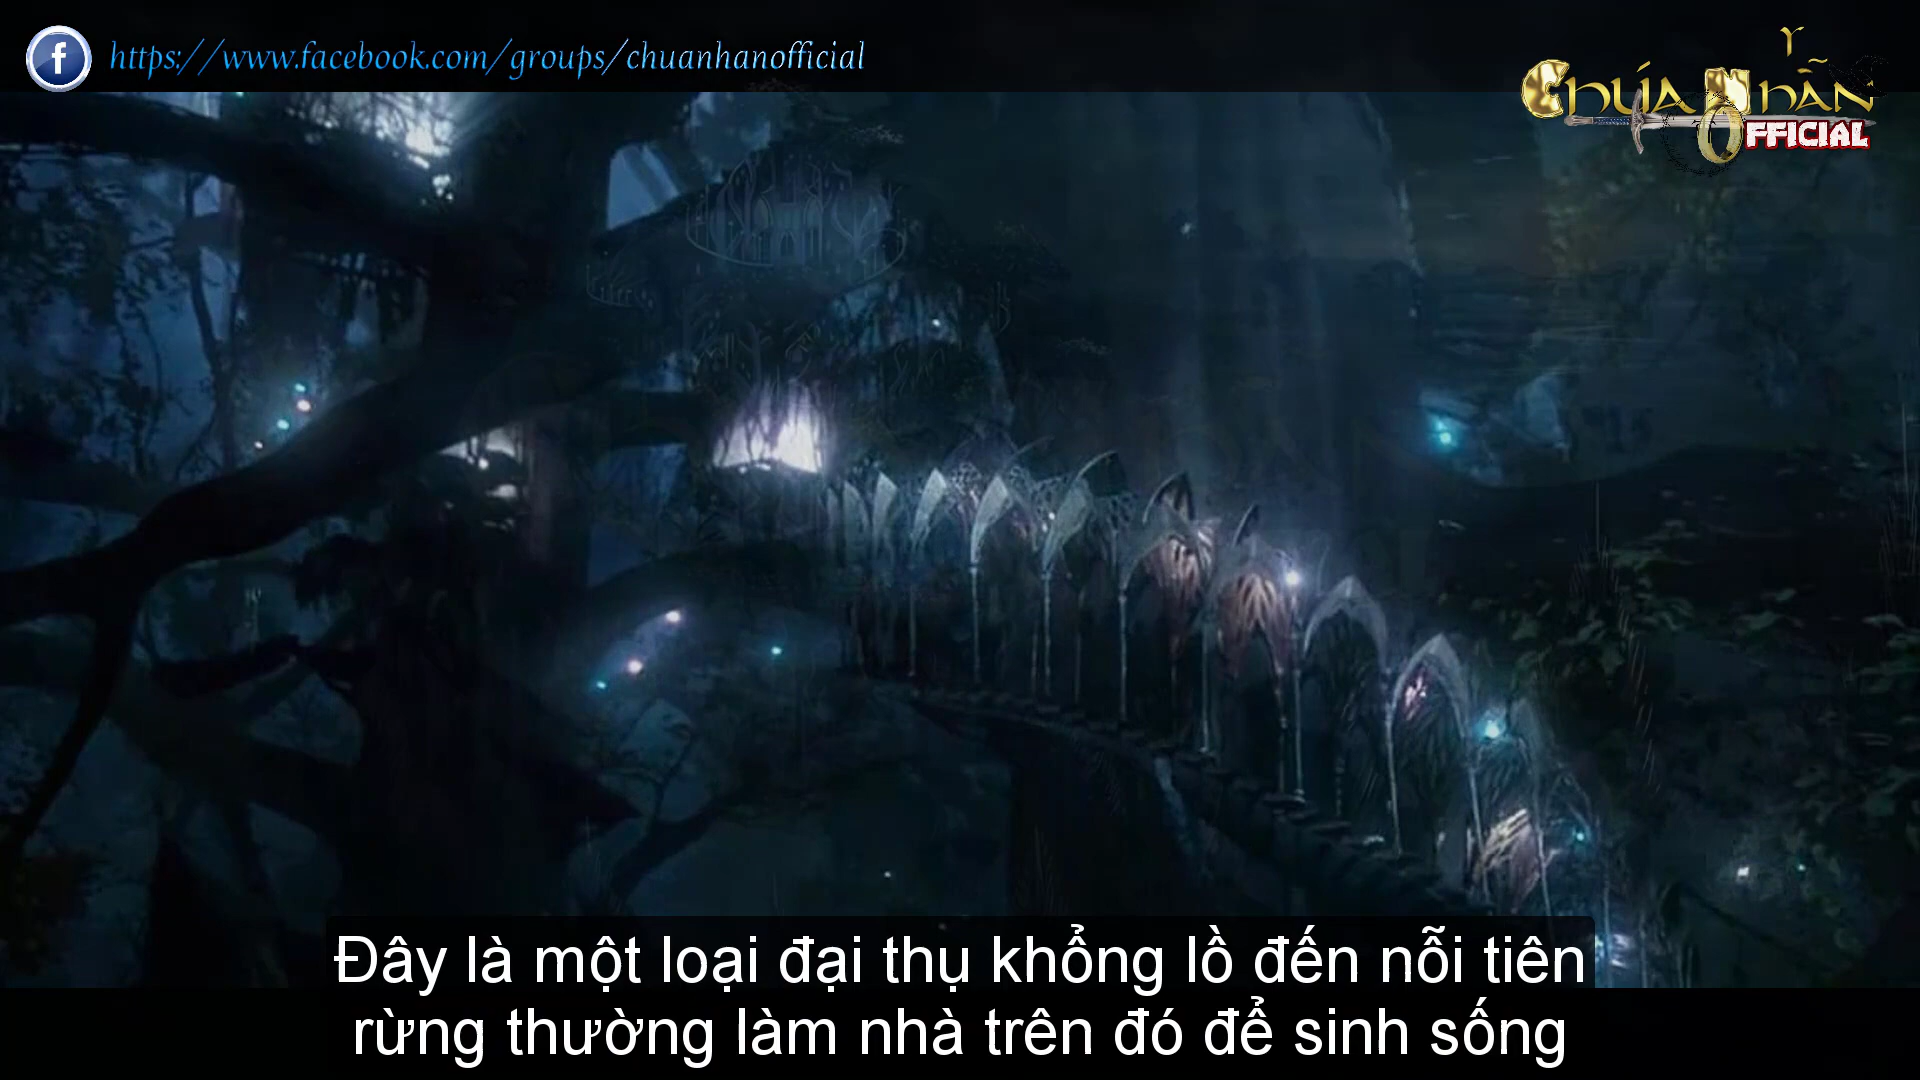 https://www.facebook.com/groups/chuanhanofficial
Chúa Nhẫn
Official
Đây là một loại đại thụ khổng lồ đến nỗi tiên
rừng thường làm nhà trên đó để sinh sống